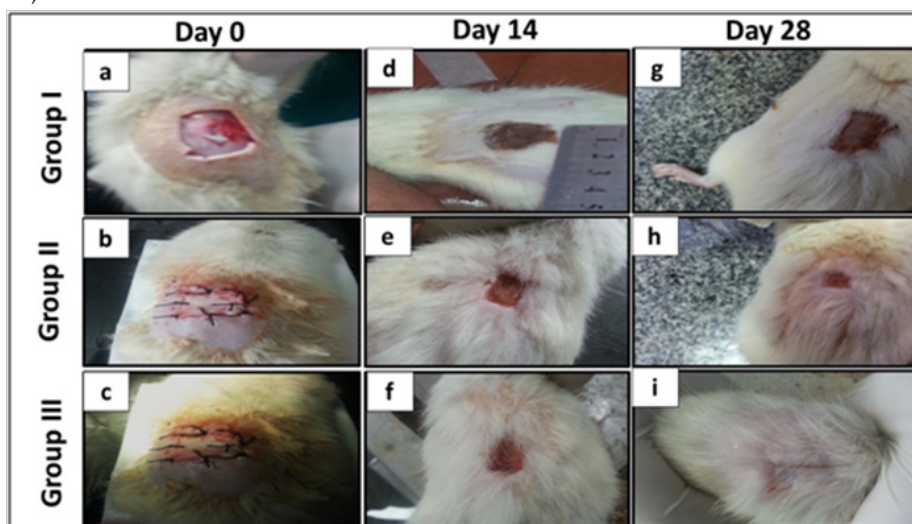 Day 0 Day 14 Day 28
Group I
a d g
Group II
b e h
Group III
c f i